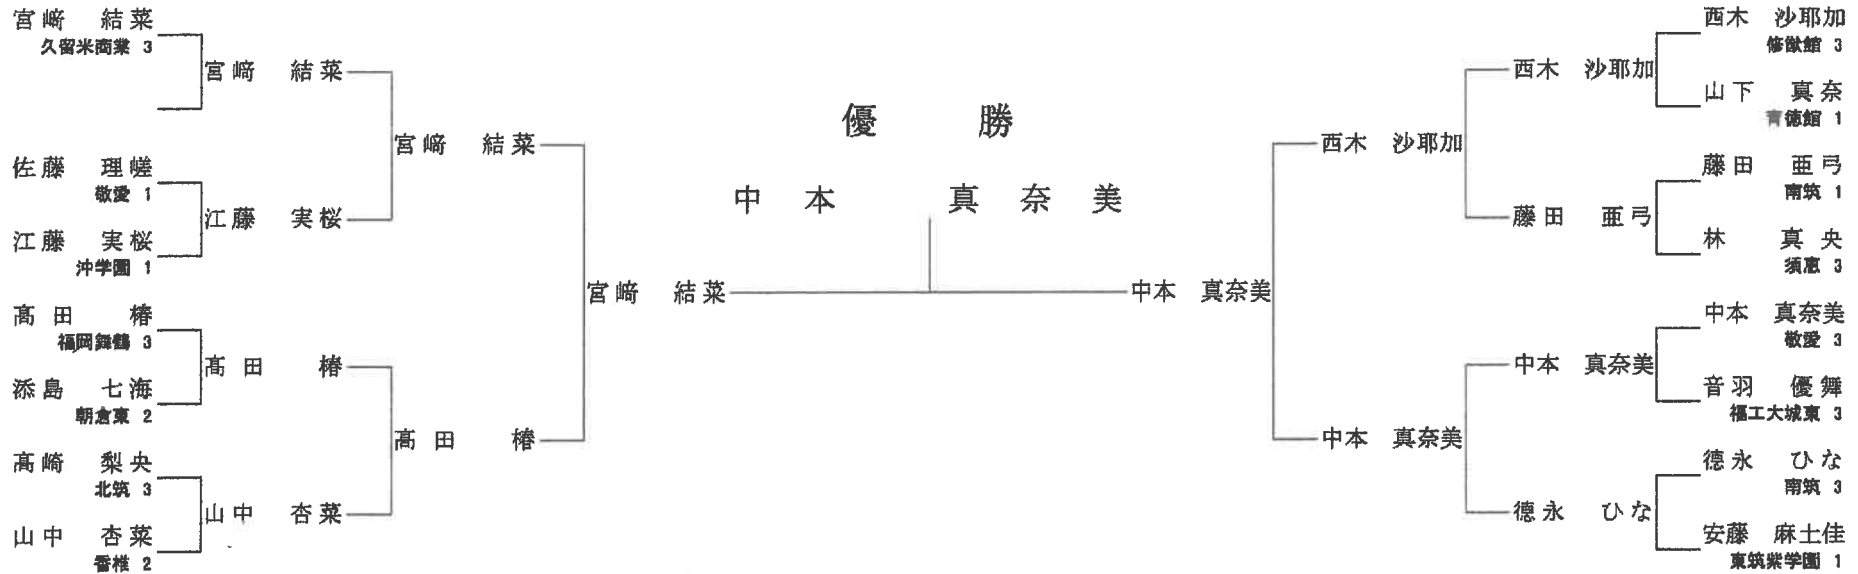 宮﨑 結菜
久留米商業 3
佐藤 理嵯
敬愛 1
江藤 実桜
沖学園 1
髙田 椿
福岡舞鶴 3
添島 七海
朝倉東 2
髙崎 梨央
北筑 3
山中 杏菜
香椎 2
宮﨑 結菜
江藤 実桜
髙田 椿
山中 杏菜
宮﨑 結菜
髙田 椿
宮﨑 結菜
優勝
中本 真奈美
中本 真奈美
西木 沙耶加
中本 真奈美
西木 沙耶加
藤田 亜弓
中本 真奈美
德永 ひな
西木 沙耶加
修猷館 3
山下 真奈
育徳館 1
藤田 亜弓
南筑 1
林 真央
須恵 3
中本 真奈美
敬愛 3
音羽 優舞
福工大城東 3
德永 ひな
南筑 3
安藤 麻土佳
東筑紫学園 1